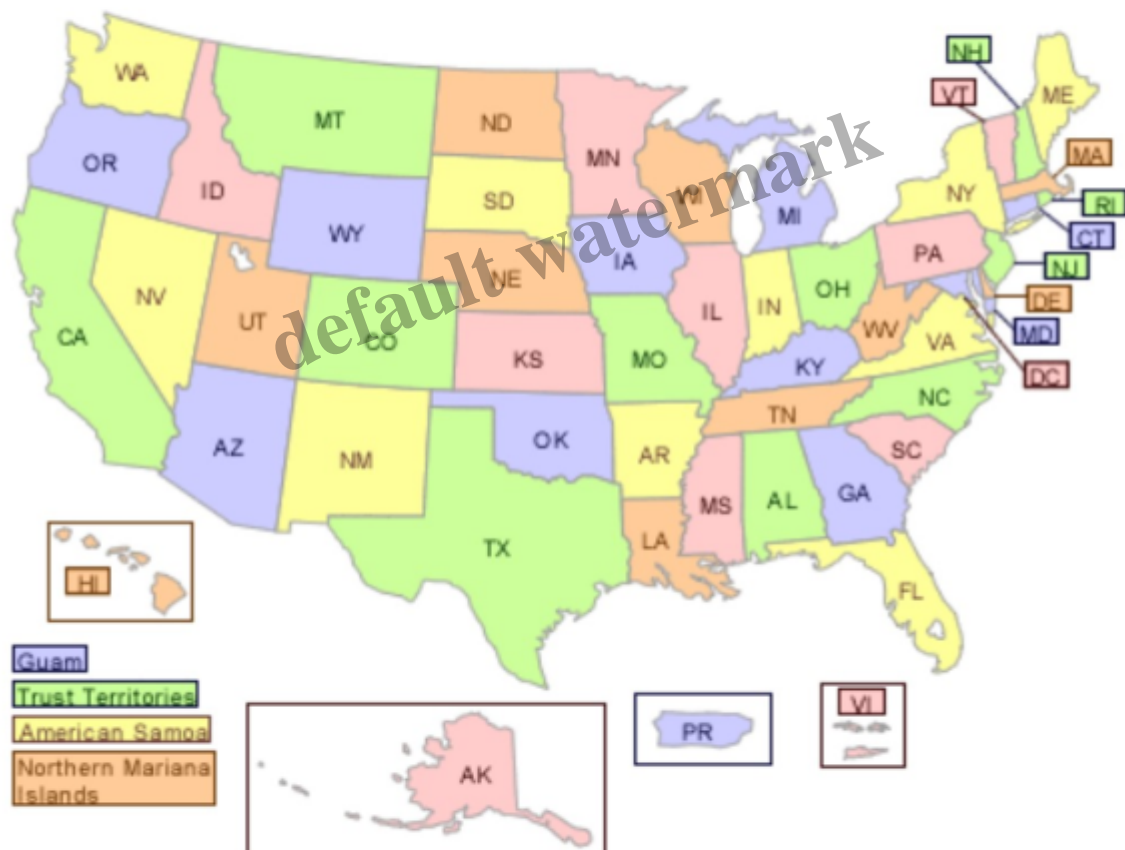 NH
VT
ME
WA
MT
ND
MN
MA
OR
ID
SD
WI
NY
RI
MI
CT
WY
IA
PA
NJ
NV
NE
OH
DE
UT
IL
IN
MD
CA
CO
KS
MO
WV
VA
KY
DC
NC
TN
AZ
OK
AR
SC
NM
MS
AL
GA
TX
LA
FL
HI
Guam
Trust Territories
American Samoa
Northern Mariana
Islands
AK
PR
VI
default watermark